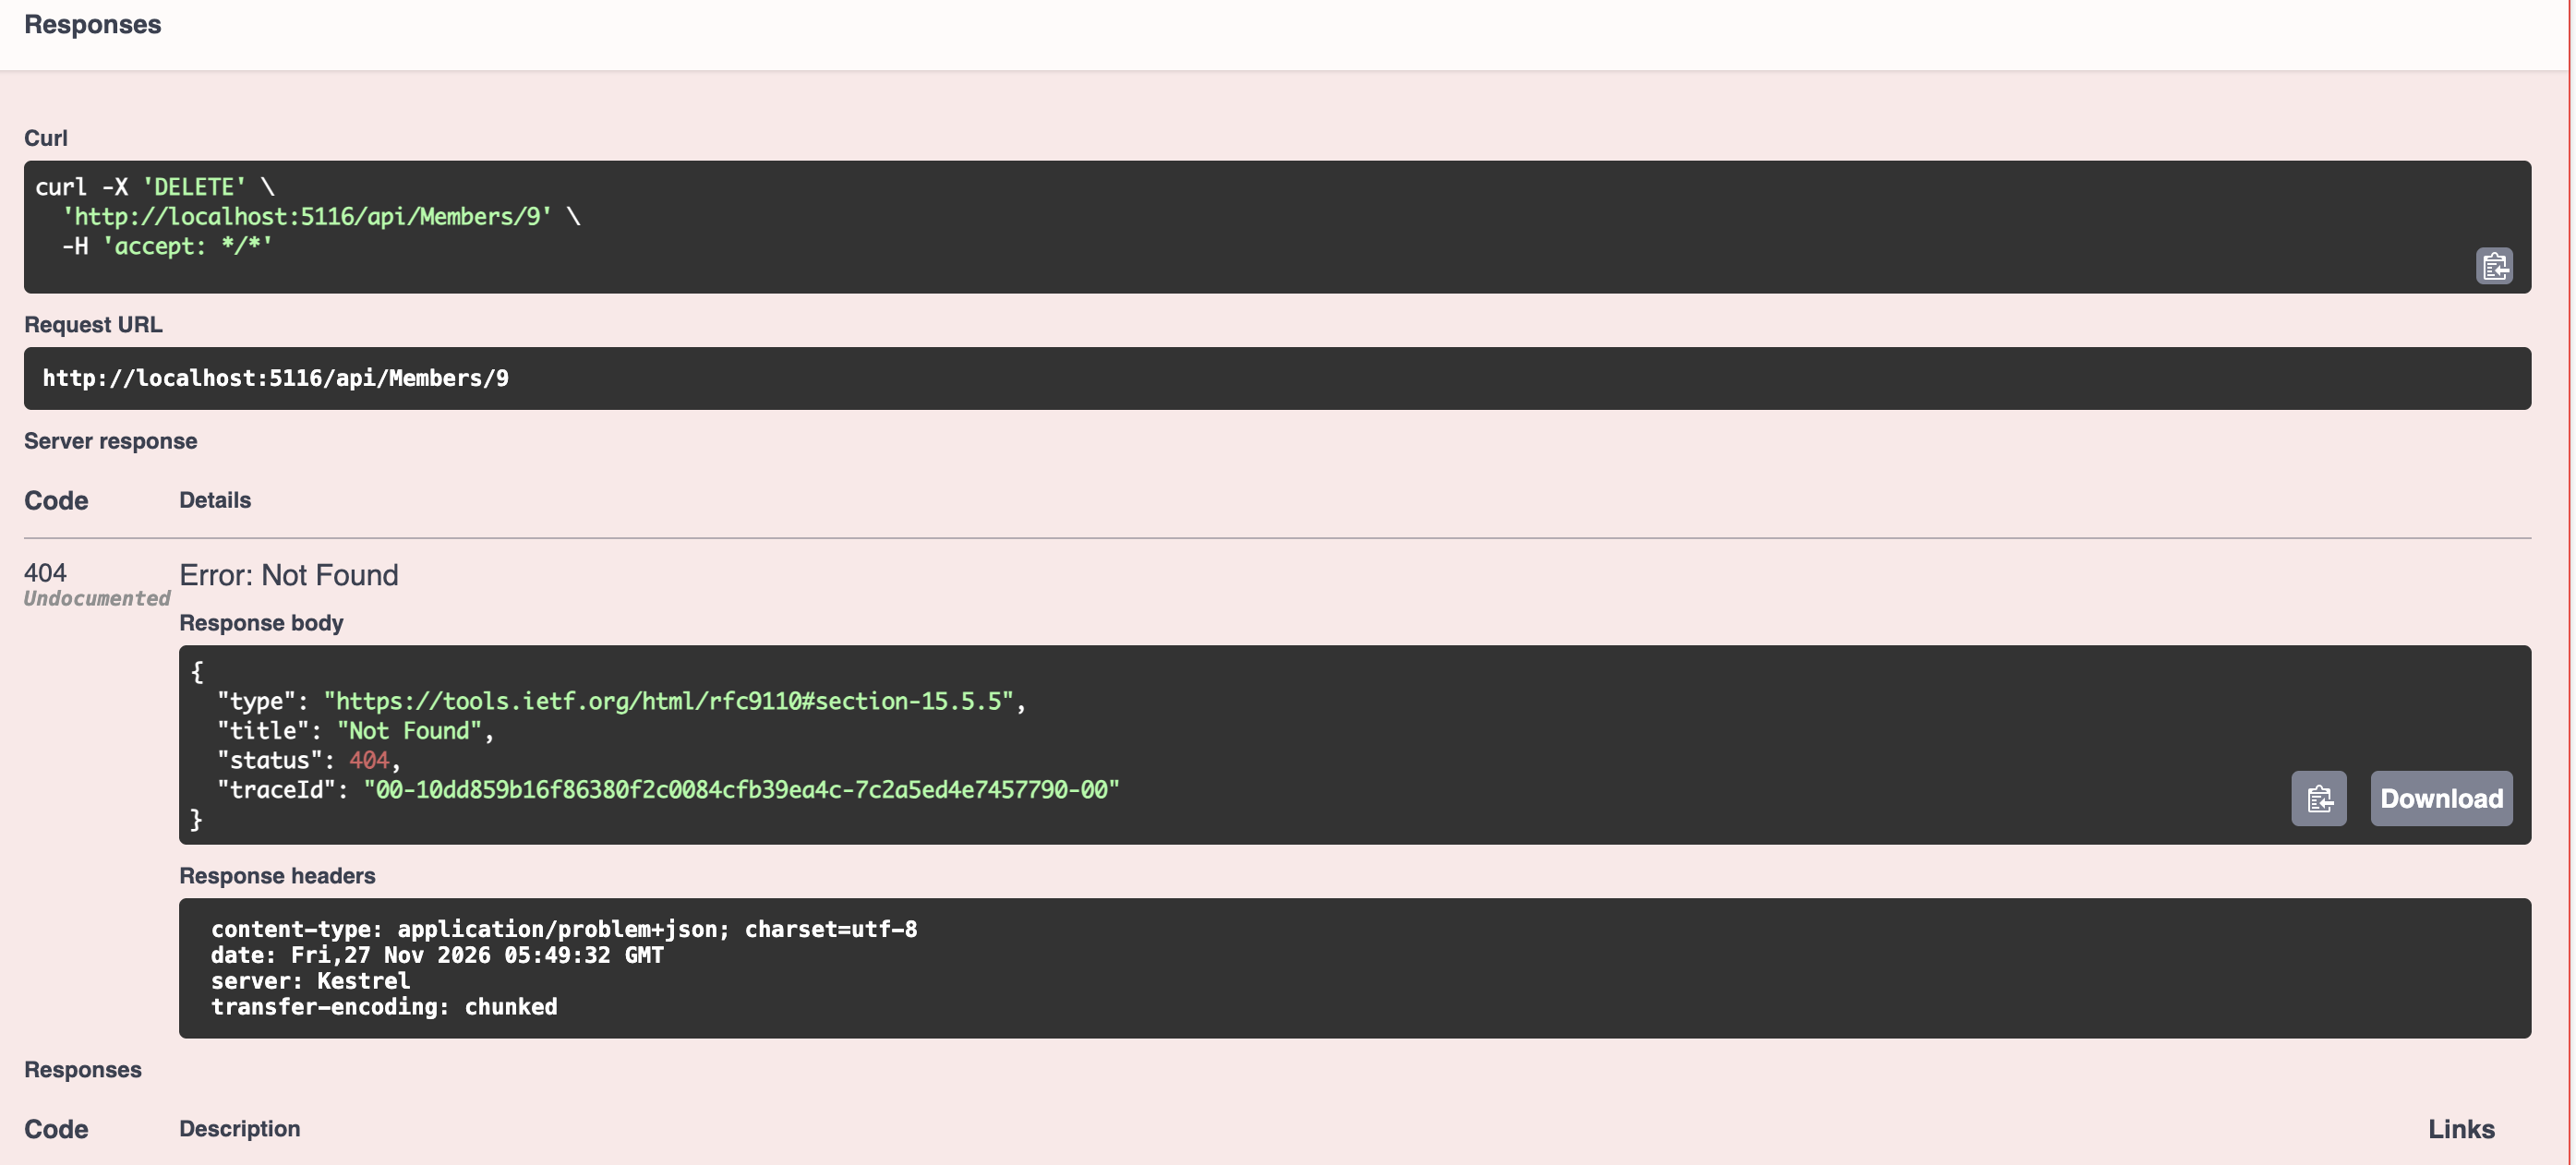 Responses
Curl
curl -X 'DELETE' \
  'http://localhost:5116/api/Members/9' \
  -H 'accept: */*'
Request URL
http://localhost:5116/api/Members/9
Server response
Code Details
404 Error: Not Found
Undocumented
Response body
{
  "type": "https://tools.ietf.org/html/rfc9110#section-15.5.5",
  "title": "Not Found",
  "status": 404,
  "traceId": "00-10dd859b16f86380f2c0084cfb39ea4c-7c2a5ed4e7457790-00"
}
Download
Response headers
content-type: application/problem+json; charset=utf-8
date: Fri,27 Nov 2026 05:49:32 GMT
server: Kestrel
transfer-encoding: chunked
Responses
Code Description Links